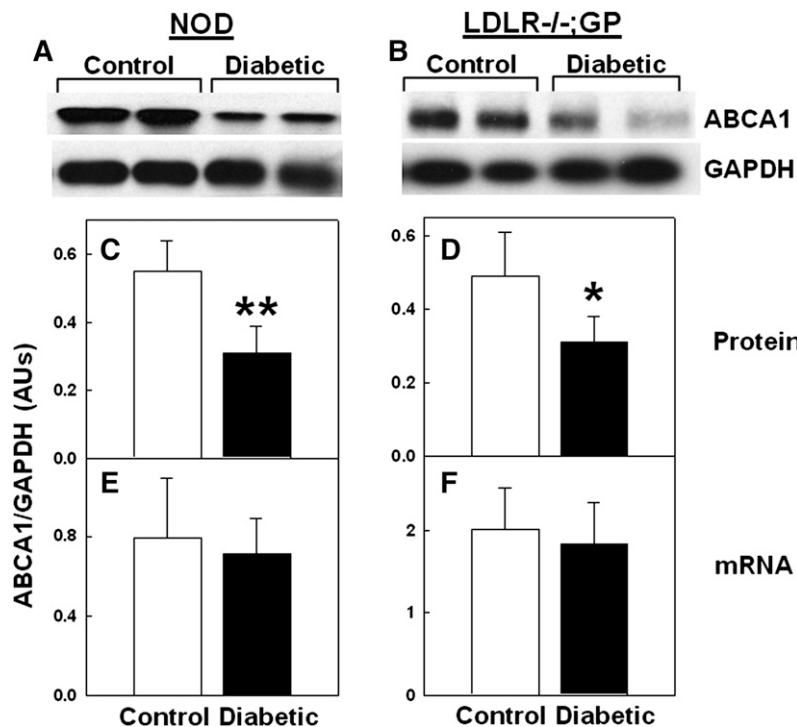 NOD LDLR-/-;GP
A B
Control Diabetic Control Diabetic
ABCA1
GAPDH
C D
0.6 0.6
** *
0.4 0.4
Protein
0.2 0.2
0.0 0.0
ABCA1/GAPDH (AUs)
E F
0.8 2
mRNA
0.4 1
0.0 0
Control Diabetic Control Diabetic